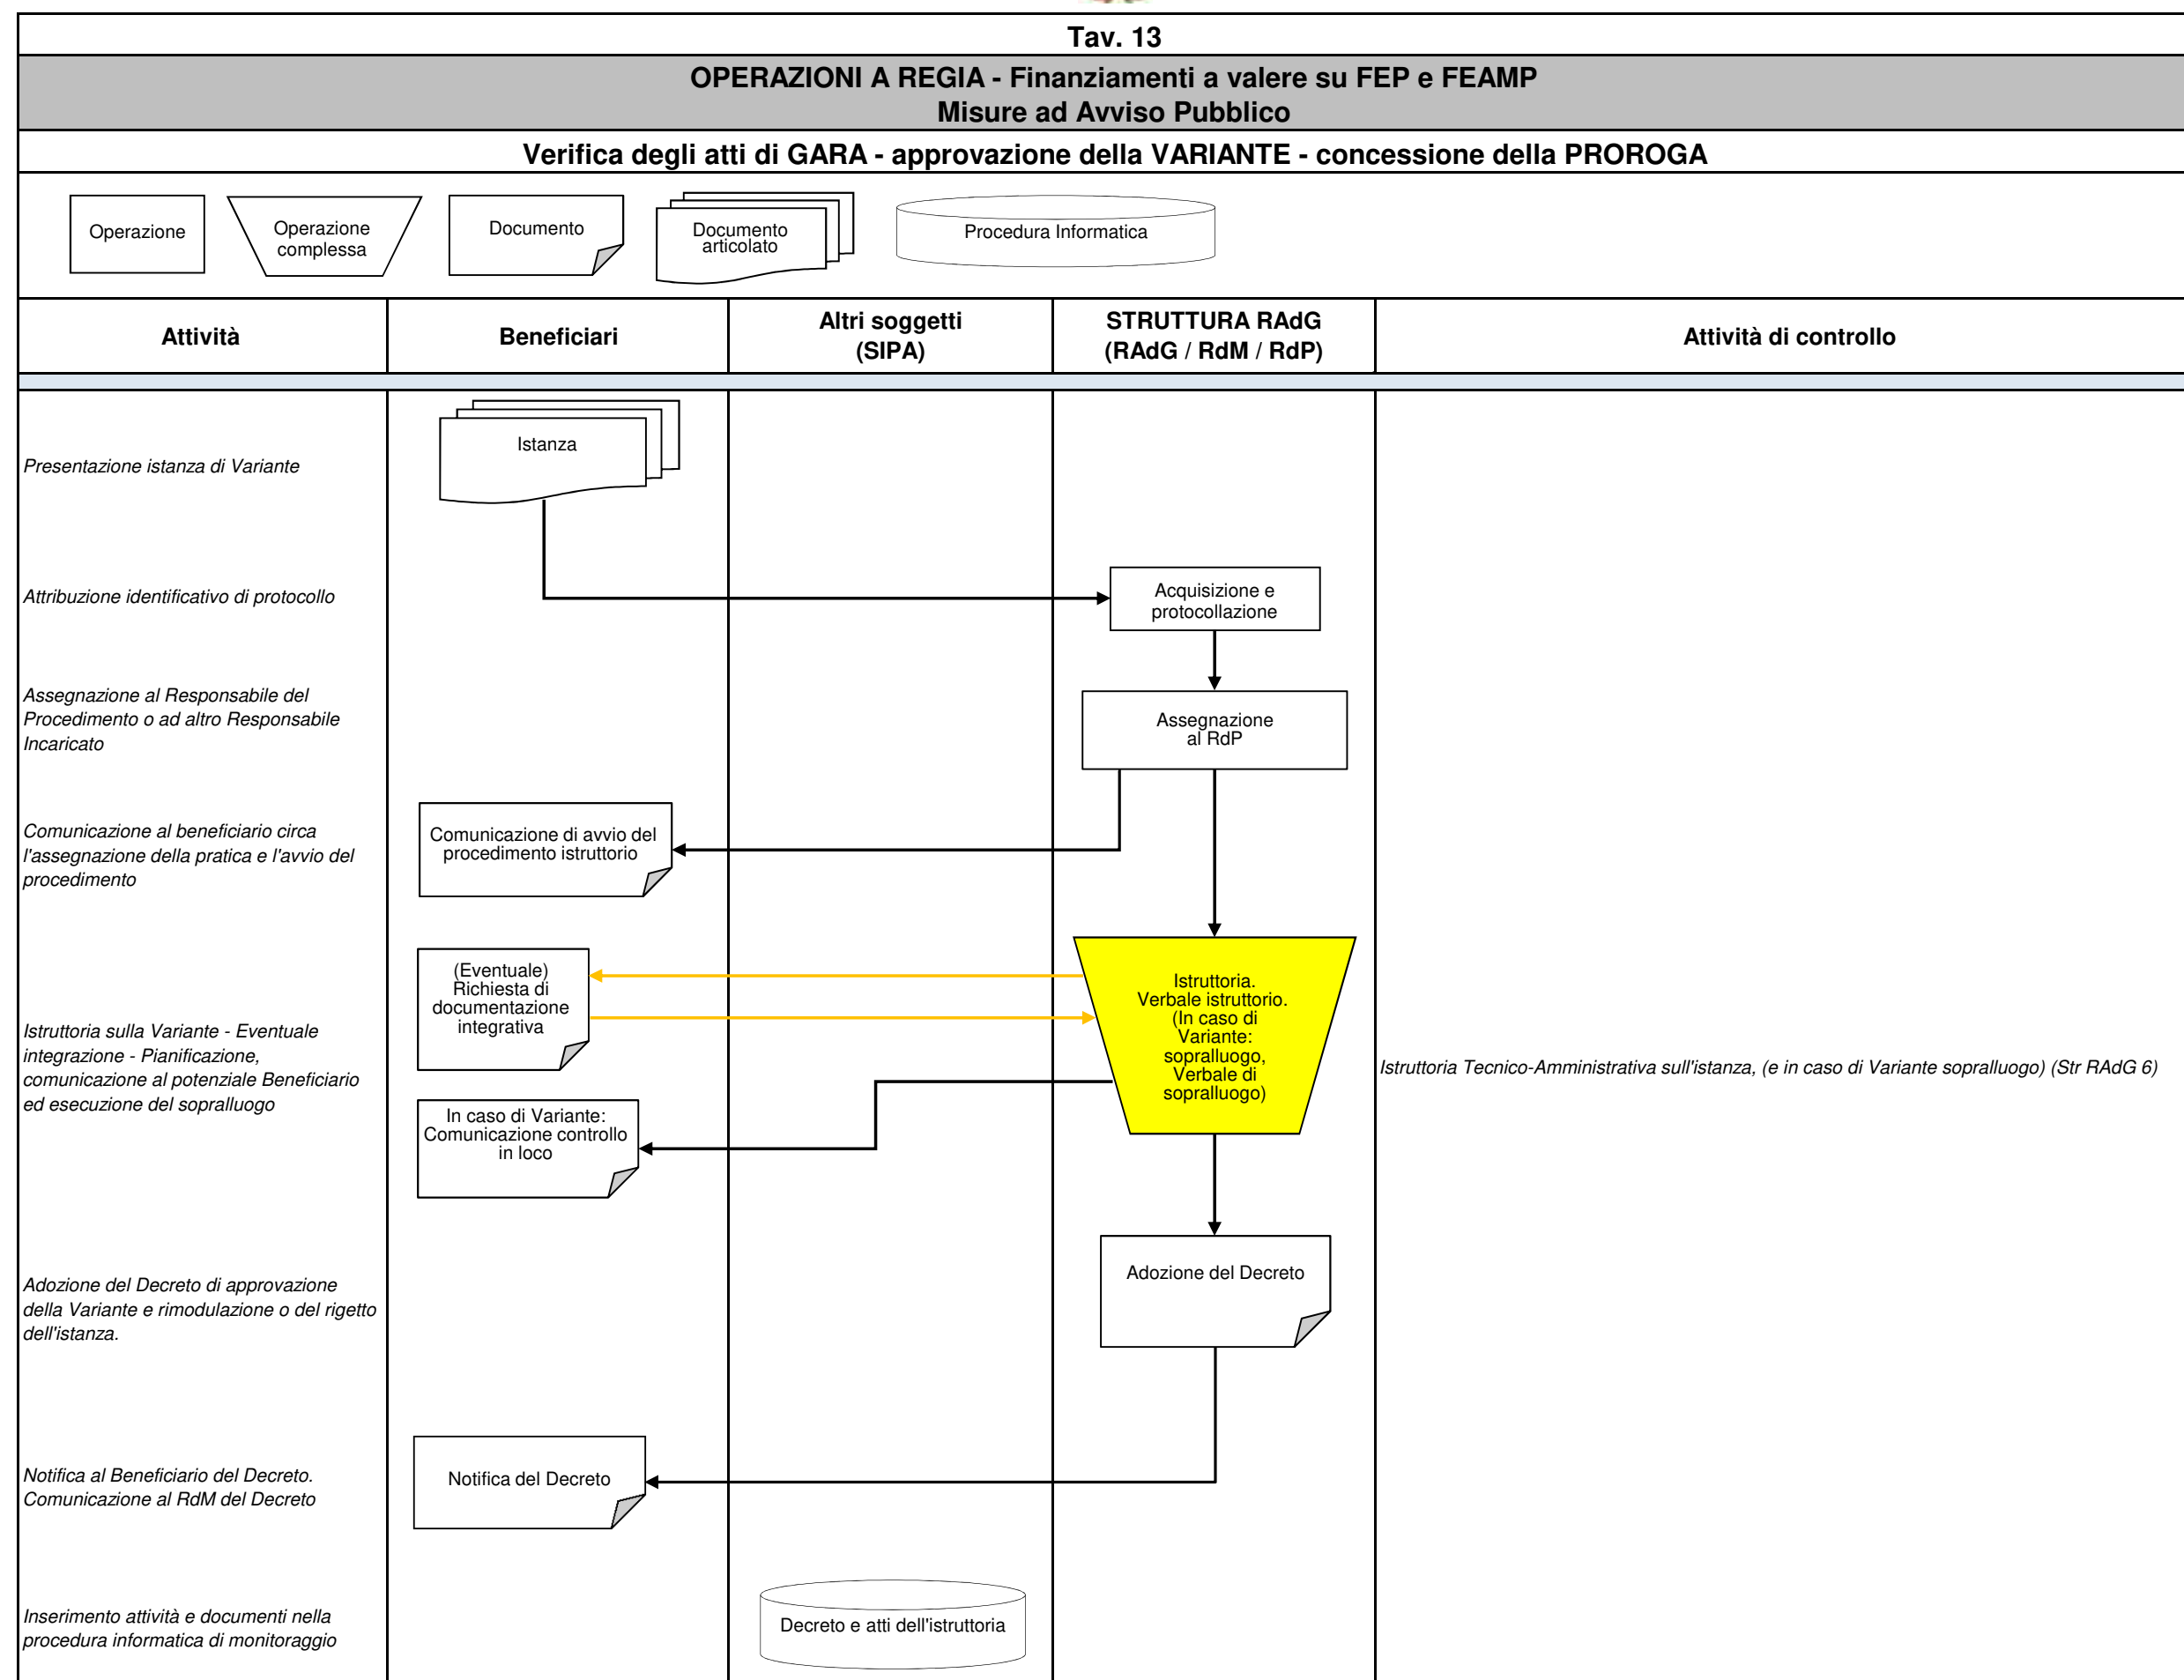 Tav. 13
OPERAZIONI A REGIA - Finanziamenti a valere su FEP e FEAMP
Misure ad Avviso Pubblico
Verifica degli atti di GARA - approvazione della VARIANTE - concessione della PROROGA
Operazione
Operazione
complessa
Documento
Documento
articolato
Procedura Informatica
Attività
Beneficiari
Altri soggetti
(SIPA)
STRUTTURA RAdG
(RAdG / RdM / RdP)
Attività di controllo
Presentazione istanza di Variante
Istanza
Attribuzione identificativo di protocollo
Acquisizione e
protocollazione
Assegnazione al Responsabile del
Procedimento o ad altro Responsabile
Incaricato
Assegnazione
al RdP
Comunicazione al beneficiario circa
l'assegnazione della pratica e l'avvio del
procedimento
Comunicazione di avvio del
procedimento istruttorio
Istruttoria sulla Variante - Eventuale
integrazione - Pianificazione,
comunicazione al potenziale Beneficiario
ed esecuzione del sopralluogo
(Eventuale)
Richiesta di
documentazione
integrativa
In caso di Variante:
Comunicazione controllo
in loco
Istruttoria.
Verbale istruttorio.
(In caso di
Variante:
sopralluogo,
Verbale di
sopralluogo)
Istruttoria Tecnico-Amministrativa sull'istanza, (e in caso di Variante sopralluogo) (Str RAdG 6)
Adozione del Decreto di approvazione
della Variante e rimodulazione o del rigetto
dell'istanza.
Adozione del Decreto
Notifica al Beneficiario del Decreto.
Comunicazione al RdM del Decreto
Notifica del Decreto
Inserimento attività e documenti nella
procedura informatica di monitoraggio
Decreto e atti dell'istruttoria